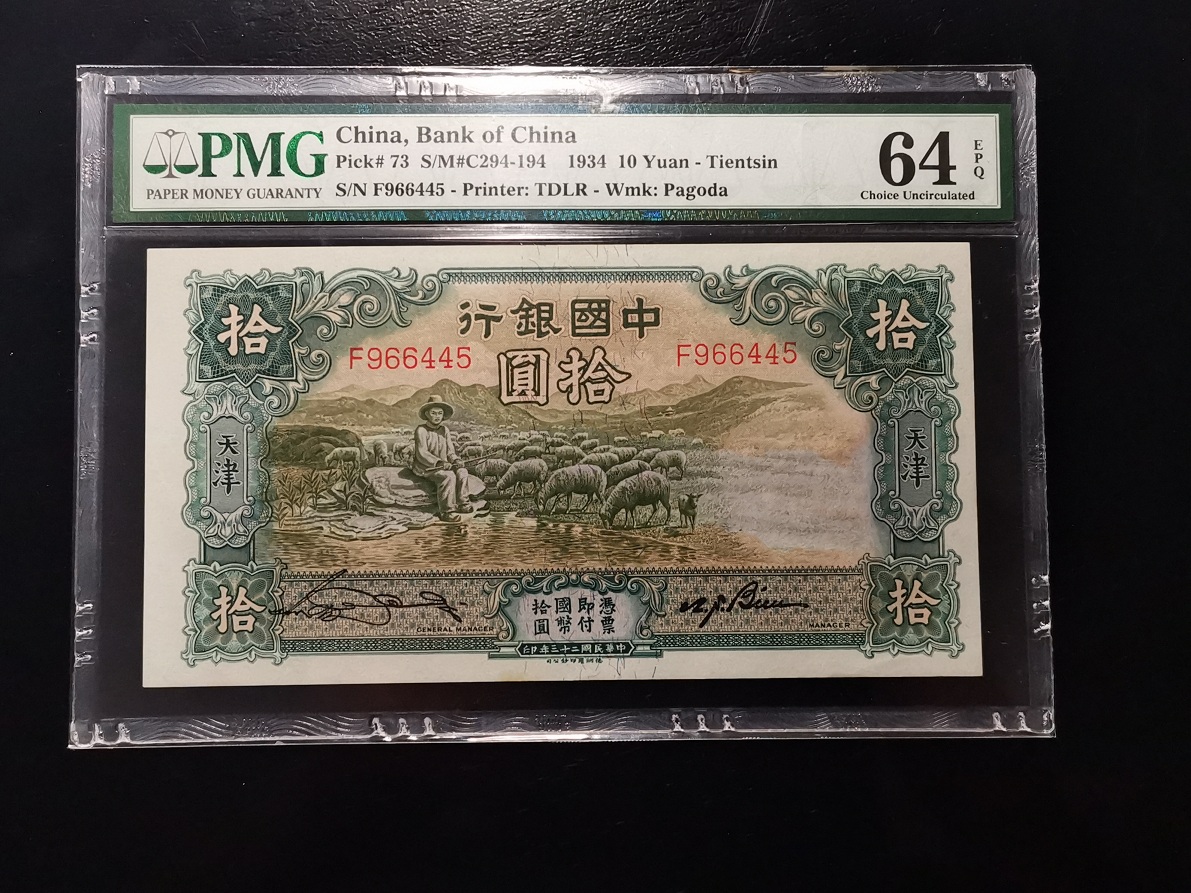 PMG
PAPER MONEY GUARANTY
China, Bank of China
Pick# 73 S/M#C294-194 1934 10 Yuan - Tientsin
S/N F966445 - Printer: TDLR - Wmk: Pagoda
64
EPQ
Choice Uncirculated
拾
行銀國中
拾
F966445
F966445
圓拾
天津
天津
拾
GENERAL MANAGER
憑票即付國幣拾圓
MANAGER
拾
印年三十二國民華中